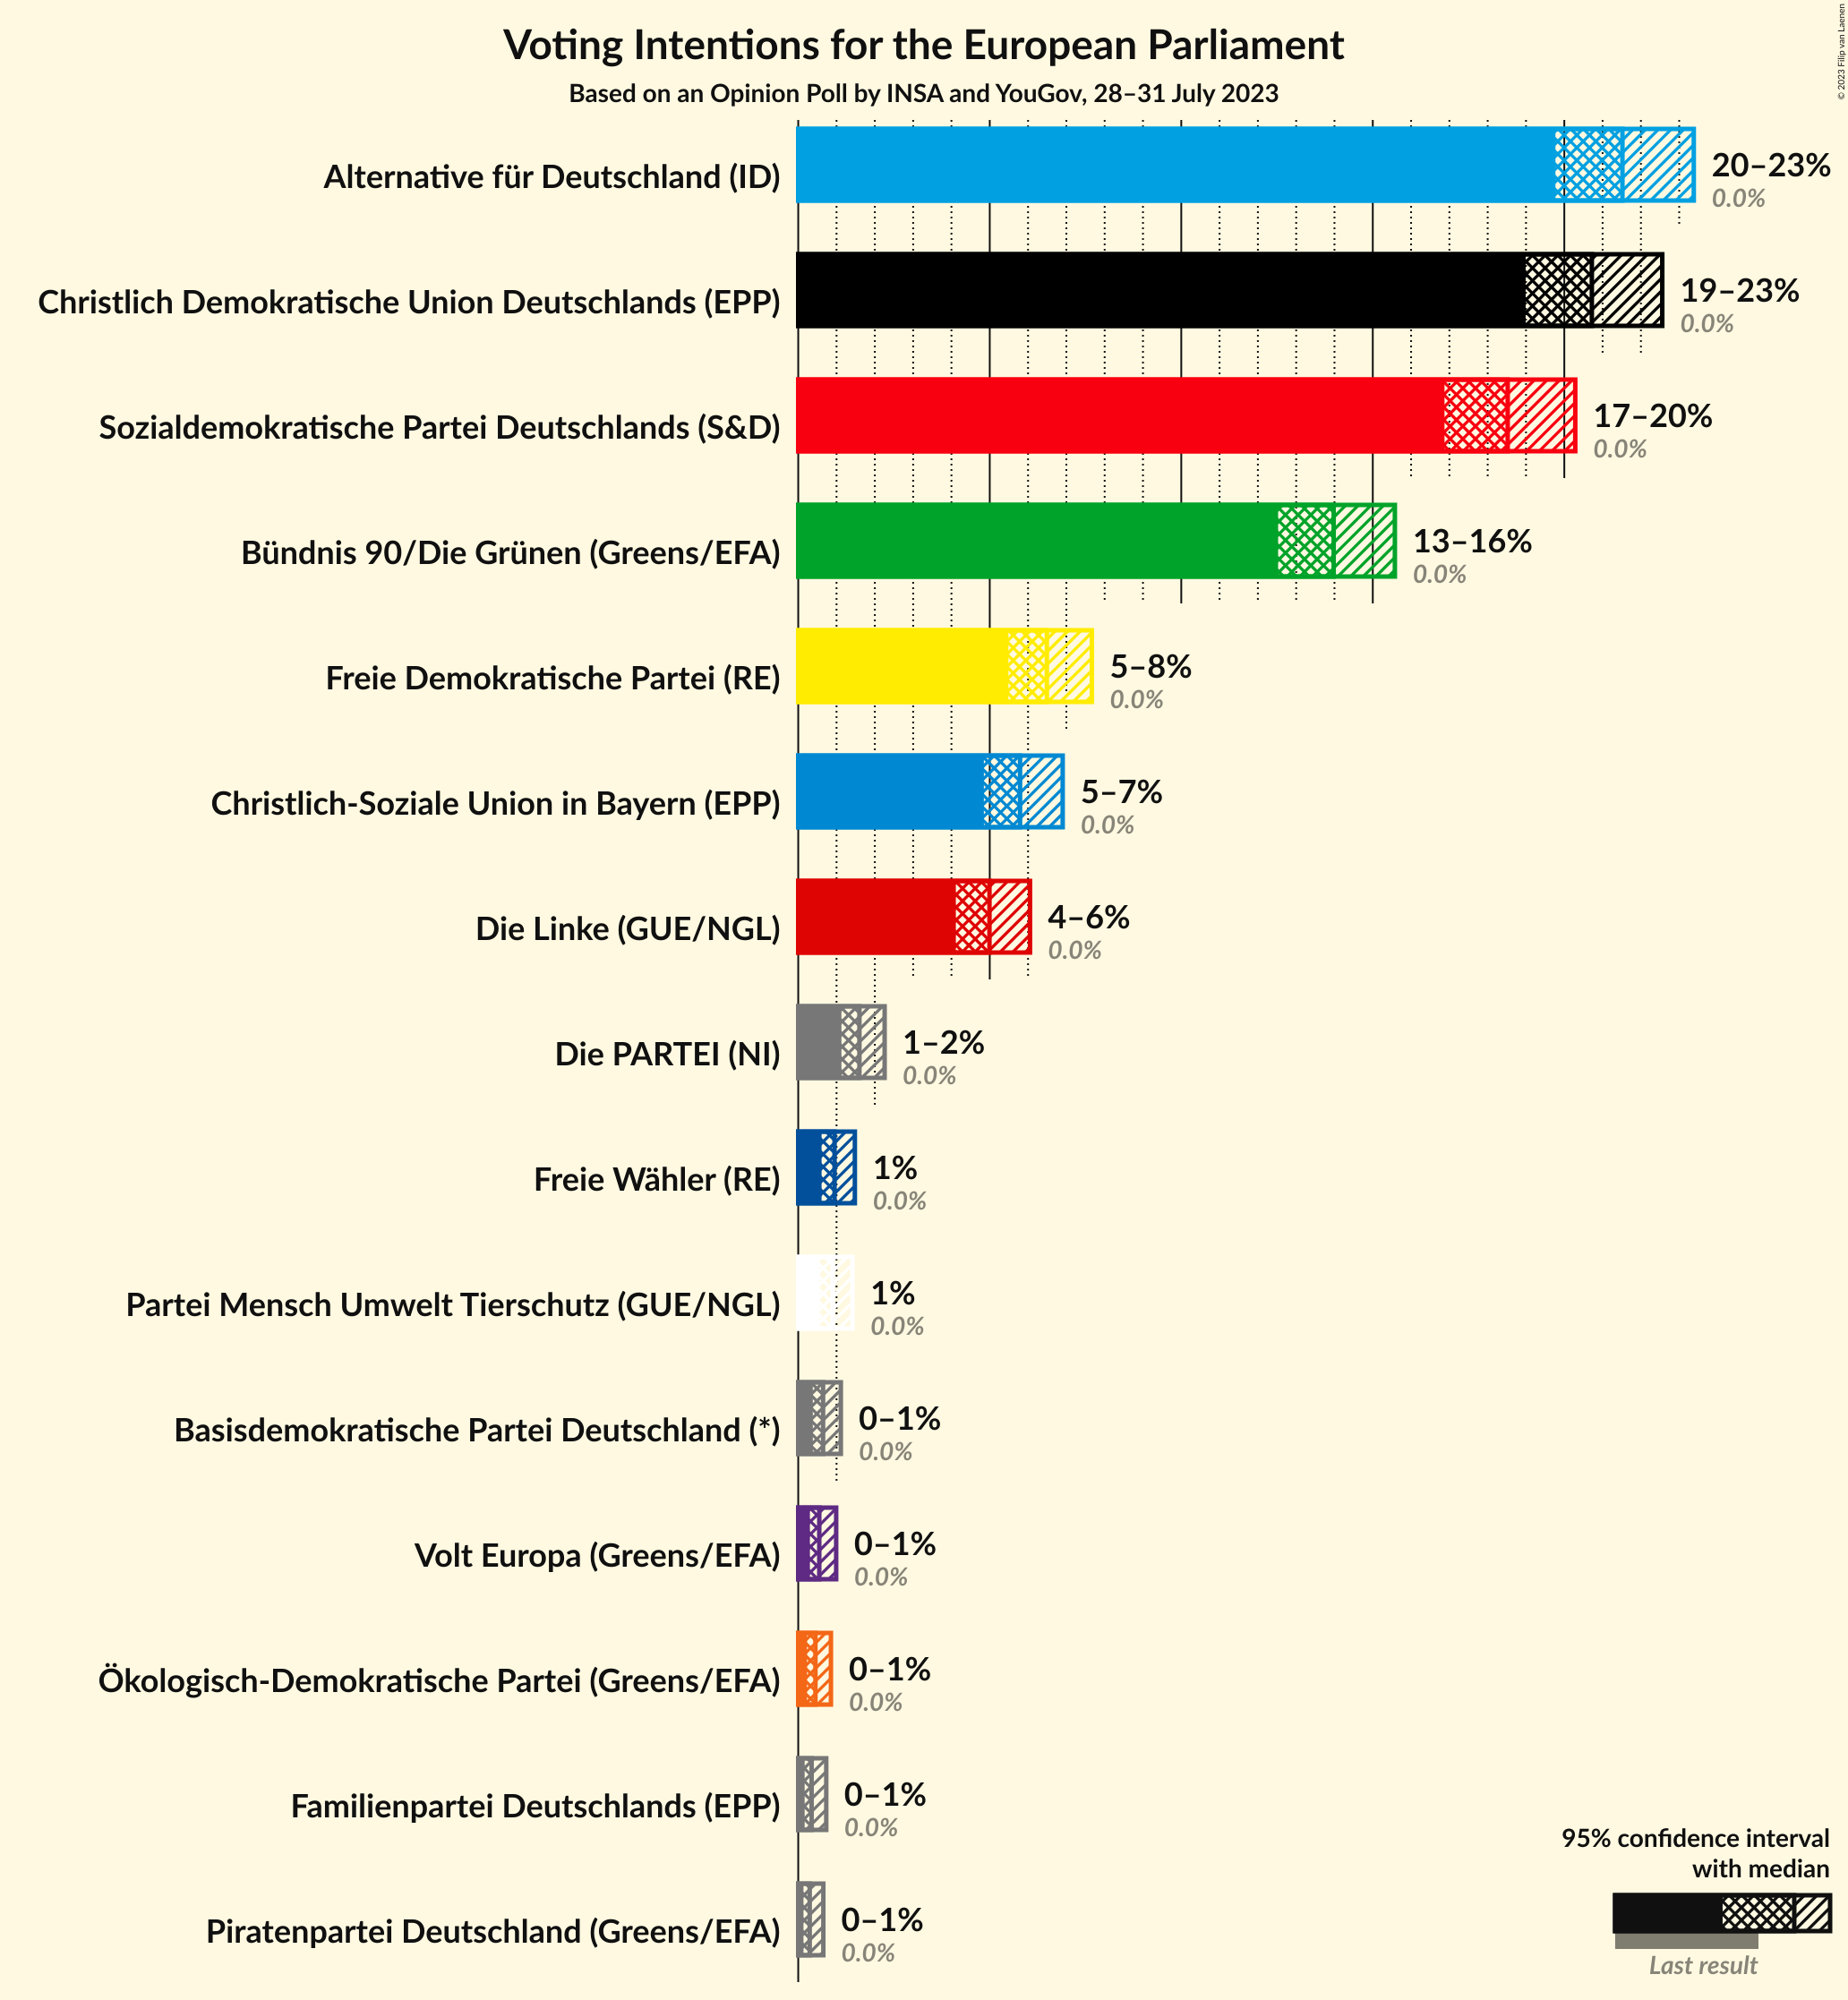 Voting Intentions for the European Parliament
Based on an Opinion Poll by INSA and YouGov, 28–31 July 2023
© 2023 Filip van Laenen
Alternative für Deutschland (ID)
20–23%
0.0%
Christlich Demokratische Union Deutschlands (EPP)
19–23%
0.0%
Sozialdemokratische Partei Deutschlands (S&D)
17–20%
0.0%
Bündnis 90/Die Grünen (Greens/EFA)
13–16%
0.0%
Freie Demokratische Partei (RE)
5–8%
0.0%
Christlich-Soziale Union in Bayern (EPP)
5–7%
0.0%
Die Linke (GUE/NGL)
4–6%
0.0%
Die PARTEI (NI)
1–2%
0.0%
Freie Wähler (RE)
1%
0.0%
Partei Mensch Umwelt Tierschutz (GUE/NGL)
1%
0.0%
Basisdemokratische Partei Deutschland (*)
0–1%
0.0%
Volt Europa (Greens/EFA)
0–1%
0.0%
Ökologisch-Demokratische Partei (Greens/EFA)
0–1%
0.0%
Familienpartei Deutschlands (EPP)
0–1%
0.0%
Piratenpartei Deutschland (Greens/EFA)
0–1%
0.0%
95% confidence interval
with median
Last result